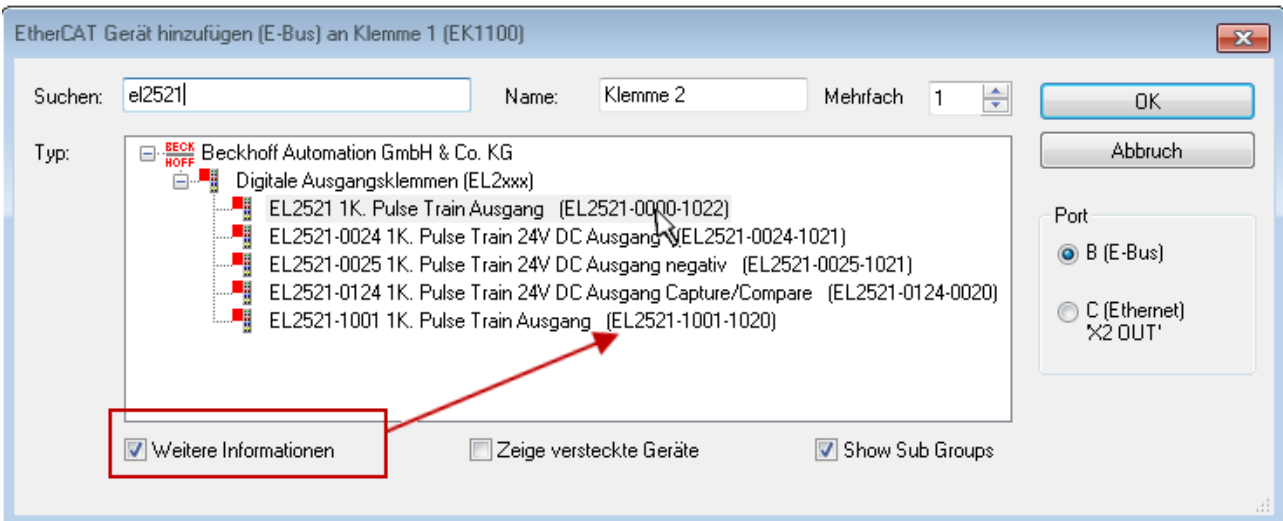 EtherCAT Gerät hinzufügen (E-Bus) an Klemme 1 (EK1100)
Suchen: el2521 Name: Klemme 2 Mehrfach 1 OK
Typ: BECKHOFF Beckhoff Automation GmbH & Co. KG Abbruch
Digitale Ausgangsklemmen (EL2xxx)
EL2521 1K. Pulse Train Ausgang (EL2521-0000-1022)
Port
EL2521-0024 1K. Pulse Train 24V DC Ausgang (EL2521-0024-1021)
B (E-Bus)
EL2521-0025 1K. Pulse Train 24V DC Ausgang negativ (EL2521-0025-1021)
EL2521-0124 1K. Pulse Train 24V DC Ausgang Capture/Compare (EL2521-0124-0020)
C (Ethernet)
EL2521-1001 1K. Pulse Train Ausgang (EL2521-1001-1020)
'X2 OUT'
Weitere Informationen Zeige versteckte Geräte Show Sub Groups